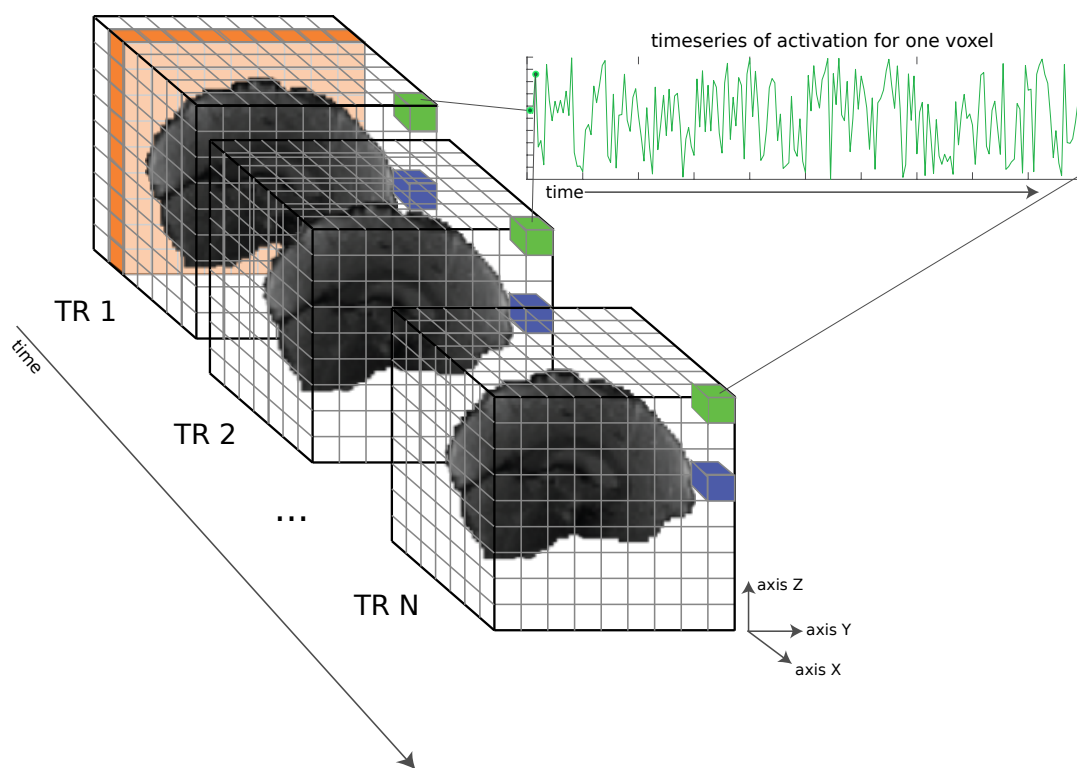 timeseries of activation for one voxel
time
TR 1
time
TR 2
...
TR N
axis Z
axis Y
axis X